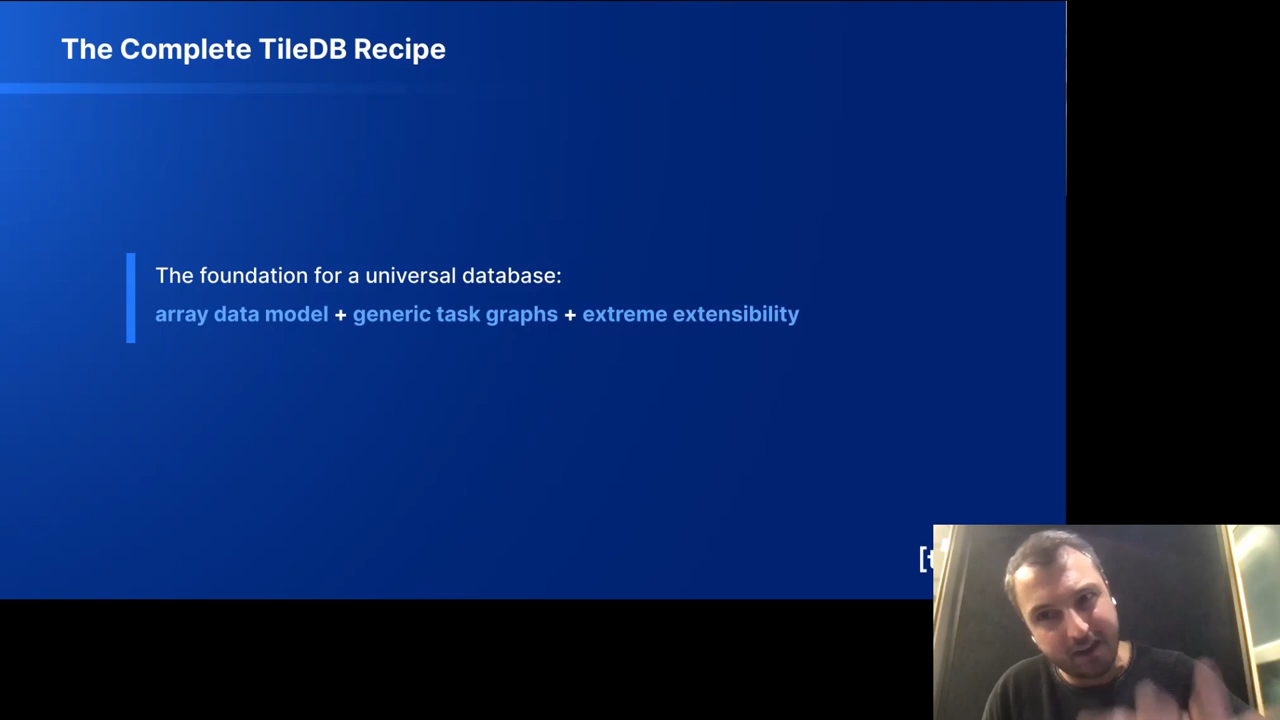 The Complete TileDB Recipe
The foundation for a universal database:
array data model + generic task graphs + extreme extensibility
[t